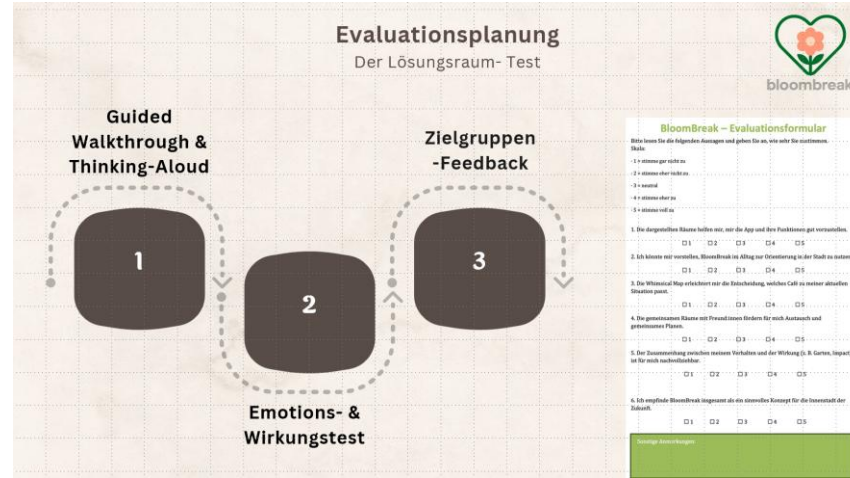 Evaluationsplanung
Der Lösungsraum- Test
bloombreak
Guided
Walkthrough &
Thinking-Aloud
Zielgruppen
-Feedback
1
2
3
Emotions- &
Wirkungstest
BloomBreak – Evaluationsformular
Bitte lesen Sie die folgenden Aussagen und geben Sie an, wie sehr Sie zustimmen.
Skala:
- 1 = stimme gar nicht zu
- 2 = stimme eher nicht zu
- 3 = neutral
- 4 = stimme eher zu
- 5 = stimme voll zu
1. Die dargestellten Räume helfen mir, mir die App und ihre Funktionen gut vorzustellen.
☐ 1 ☐ 2 ☐ 3 ☐ 4 ☐ 5
2. Ich könnte mir vorstellen, BloomBreak im Alltag zur Orientierung in der Stadt zu nutzen
☐ 1 ☐ 2 ☐ 3 ☐ 4 ☐ 5
3. Die Whimsical Map erleichtert mir die Entscheidung, welches Café zu meiner aktuellen
Situation passt.
☐ 1 ☐ 2 ☐ 3 ☐ 4 ☐ 5
4. Die gemeinsamen Räume mit Freund:innen fördern für mich Austausch und
gemeinsames Planen.
☐ 1 ☐ 2 ☐ 3 ☐ 4 ☐ 5
5. Der Zusammenhang zwischen meinem Verhalten und der Wirkung (z. B. Garten, Impact)
ist für mich nachvollziehbar.
☐ 1 ☐ 2 ☐ 3 ☐ 4 ☐ 5
6. Ich empfinde BloomBreak insgesamt als ein sinnvolles Konzept für die Innenstadt der
Zukunft.
☐ 1 ☐ 2 ☐ 3 ☐ 4 ☐ 5
Sonstige Anmerkungen: